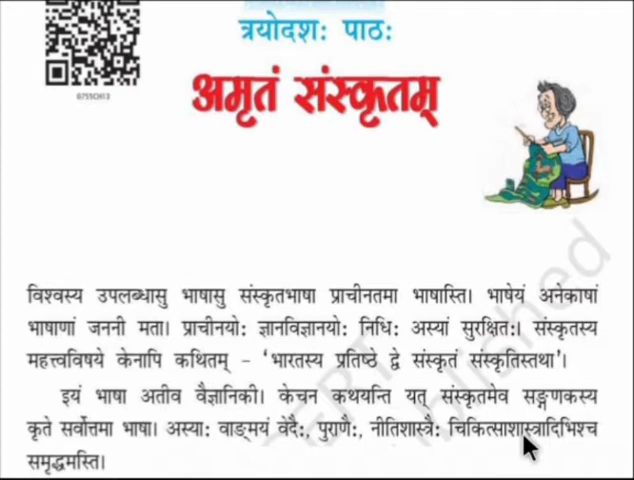 0755CH13
त्रयोदशः पाठः
अमृतं संस्कृतम्
विश्वस्य उपलब्धासु भाषासु संस्कृतभाषा प्राचीनतमा भाषास्ति। भाषेयं अनेकाषां
भाषाणां जननी मता। प्राचीनयोः ज्ञानविज्ञानयोः निधिः अस्यां सुरक्षितः। संस्कृतस्य
महत्त्वविषये केनापि कथितम् – ‘भारतस्य प्रतिष्ठे द्वे संस्कृतं संस्कृतिस्तथा’।
इयं भाषा अतीव वैज्ञानिकी। केचन कथयन्ति यत् संस्कृतमेव सङ्गणकस्य
कृते सर्वोत्तमा भाषा। अस्याः वाङ्मयं वेदैः, पुराणैः, नीतिशास्त्रैः चिकित्साशास्त्रादिभिश्च
समृद्धमस्ति।